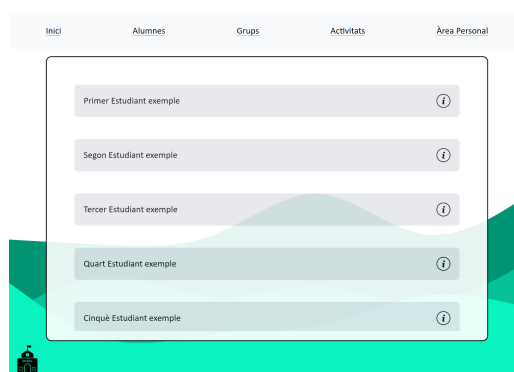 Inici
Alumnes
Grups
Activitats
Àrea Personal
Primer Estudiant exemple
Segon Estudiant exemple
Tercer Estudiant exemple
Quart Estudiant exemple
Cinquè Estudiant exemple